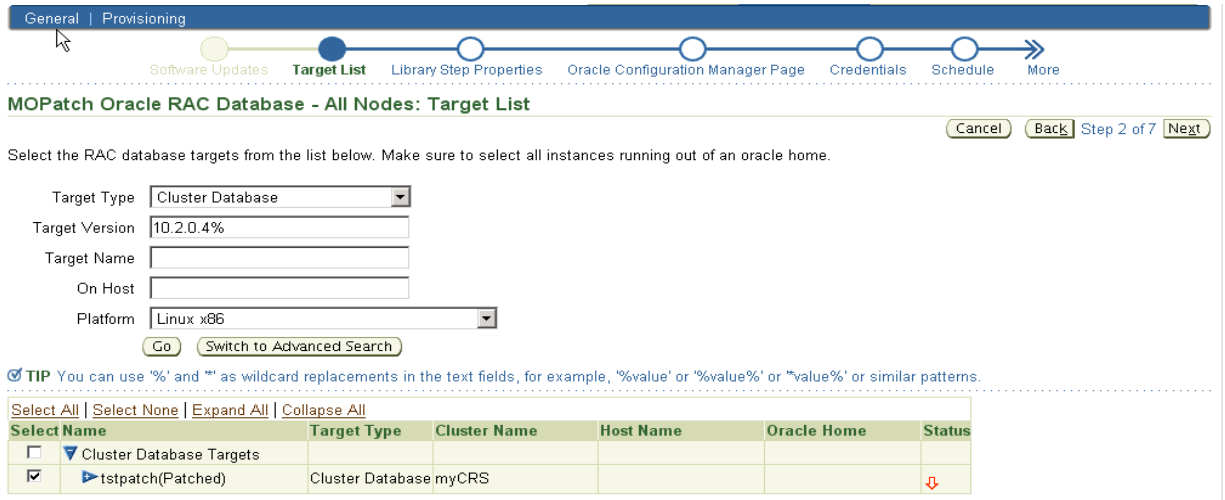 General | Provisioning
Software Updates Target List Library Step Properties Oracle Configuration Manager Page Credentials Schedule More
MOPatch Oracle RAC Database - All Nodes: Target List
Cancel Back Step 2 of 7 Next
Select the RAC database targets from the list below. Make sure to select all instances running out of an oracle home.
Target Type Cluster Database
Target Version 10.2.0.4%
Target Name
On Host
Platform Linux x86
Go Switch to Advanced Search
TIP You can use '%' and '*' as wildcard replacements in the text fields, for example, '%value' or '%value%' or '*value%' or similar patterns.
Select All | Select None | Expand All | Collapse All
Select Name Target Type Cluster Name Host Name Oracle Home Status
Cluster Database Targets
tstpatch(Patched) Cluster Database myCRS